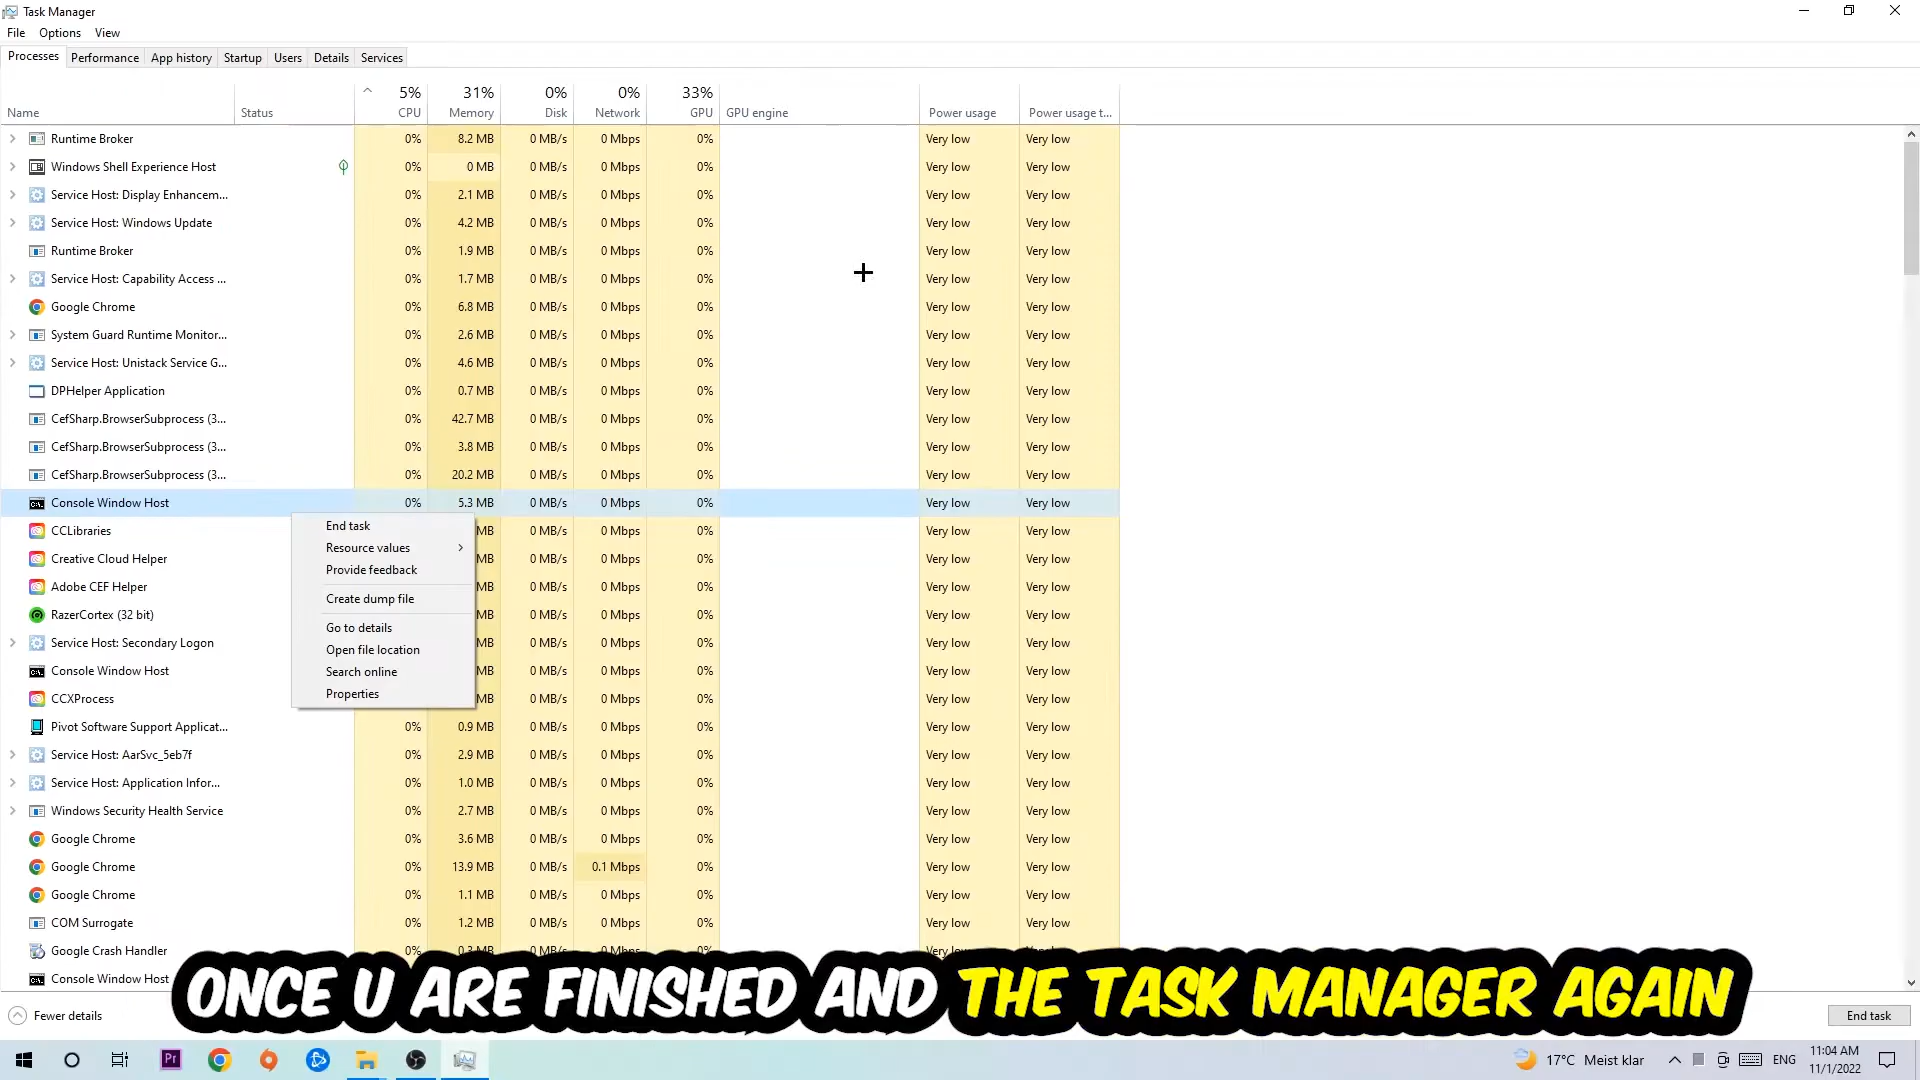 Task Manager
File Options View
Processes Performance App history Startup Users Details Services
5% 31% 0% 0% 33%
Name Status CPU Memory Disk Network GPU GPU engine Power usage Power usage t...
Runtime Broker 0% 8.2 MB 0 MB/s 0 Mbps 0% Very low Very low
Windows Shell Experience Host 0% 0 MB 0 MB/s 0 Mbps 0% Very low Very low
Service Host: Display Enhancem... 0% 2.1 MB 0 MB/s 0 Mbps 0% Very low Very low
Service Host: Windows Update 0% 4.2 MB 0 MB/s 0 Mbps 0% Very low Very low
Runtime Broker 0% 1.9 MB 0 MB/s 0 Mbps 0% Very low Very low
Service Host: Capability Access ... 0% 1.7 MB 0 MB/s 0 Mbps 0% Very low Very low
Google Chrome 0% 6.8 MB 0 MB/s 0 Mbps 0% Very low Very low
System Guard Runtime Monitor... 0% 2.6 MB 0 MB/s 0 Mbps 0% Very low Very low
Service Host: Unistack Service G... 0% 4.6 MB 0 MB/s 0 Mbps 0% Very low Very low
DPHelper Application 0% 0.7 MB 0 MB/s 0 Mbps 0% Very low Very low
CefSharp.BrowserSubprocess (3... 0% 42.7 MB 0 MB/s 0 Mbps 0% Very low Very low
CefSharp.BrowserSubprocess (3... 0% 3.8 MB 0 MB/s 0 Mbps 0% Very low Very low
CefSharp.BrowserSubprocess (3... 0% 20.2 MB 0 MB/s 0 Mbps 0% Very low Very low
Console Window Host 0% 5.3 MB 0 MB/s 0 Mbps 0% Very low Very low
CCLibraries End task MB 0 MB/s 0 Mbps 0% Very low Very low
Resource values
Creative Cloud Helper MB 0 MB/s 0 Mbps 0% Very low Very low
Provide feedback
Adobe CEF Helper MB 0 MB/s 0 Mbps 0% Very low Very low
Create dump file
RazerCortex (32 bit) MB 0 MB/s 0 Mbps 0% Very low Very low
Go to details
Service Host: Secondary Logon MB 0 MB/s 0 Mbps 0% Very low Very low
Open file location
Console Window Host Search online MB 0 MB/s 0 Mbps 0% Very low Very low
CCXProcess Properties MB 0 MB/s 0 Mbps 0% Very low Very low
Pivot Software Support Applicat... 0% 0.9 MB 0 MB/s 0 Mbps 0% Very low Very low
Service Host: AarSvc_5eb7f 0% 2.9 MB 0 MB/s 0 Mbps 0% Very low Very low
Service Host: Application Infor... 0% 1.0 MB 0 MB/s 0 Mbps 0% Very low Very low
Windows Security Health Service 0% 2.7 MB 0 MB/s 0 Mbps 0% Very low Very low
Google Chrome 0% 3.6 MB 0 MB/s 0 Mbps 0% Very low Very low
Google Chrome 0% 13.9 MB 0 MB/s 0.1 Mbps 0% Very low Very low
Google Chrome 0% 1.1 MB 0 MB/s 0 Mbps 0% Very low Very low
COM Surrogate 0% 1.2 MB 0 MB/s 0 Mbps 0% Very low Very low
Google Crash Handler 0% 0.3 MB 0 MB/s 0 Mbps 0%
Console Window Host
ONCE U ARE FINISHED AND THE TASK MANAGER AGAIN
Fewer details End task
Pr 17°C Meist klar ENG 11:04 AM
11/1/2022